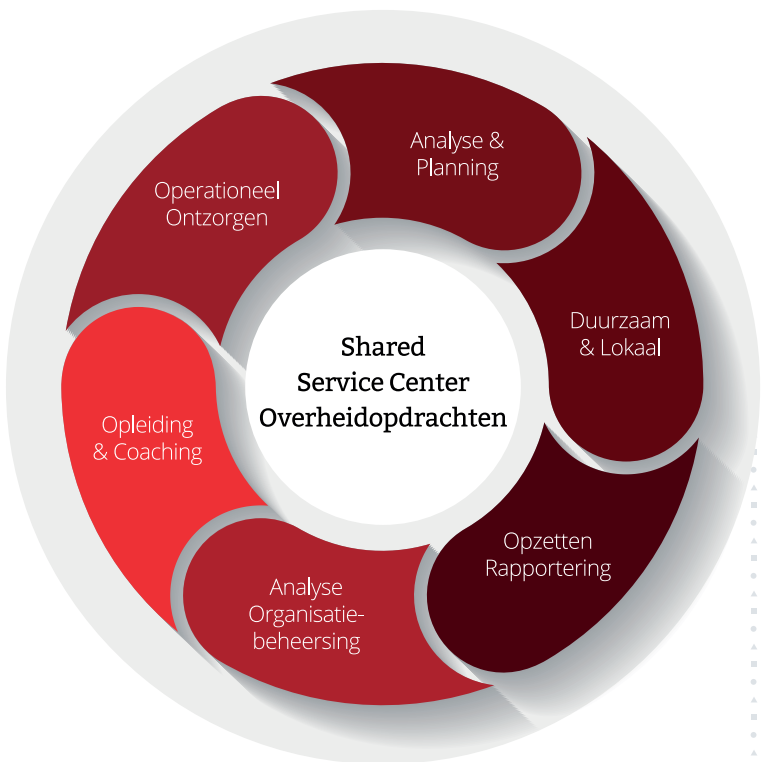 Analyse &
Planning
Operationeel
Ontzorgen
Duurzaam
& Lokaal
Shared
Service Center
Overheidopdrachten
Opleiding
& Coaching
Opzetten
Rapportering
Analyse
Organisatie-
beheersing